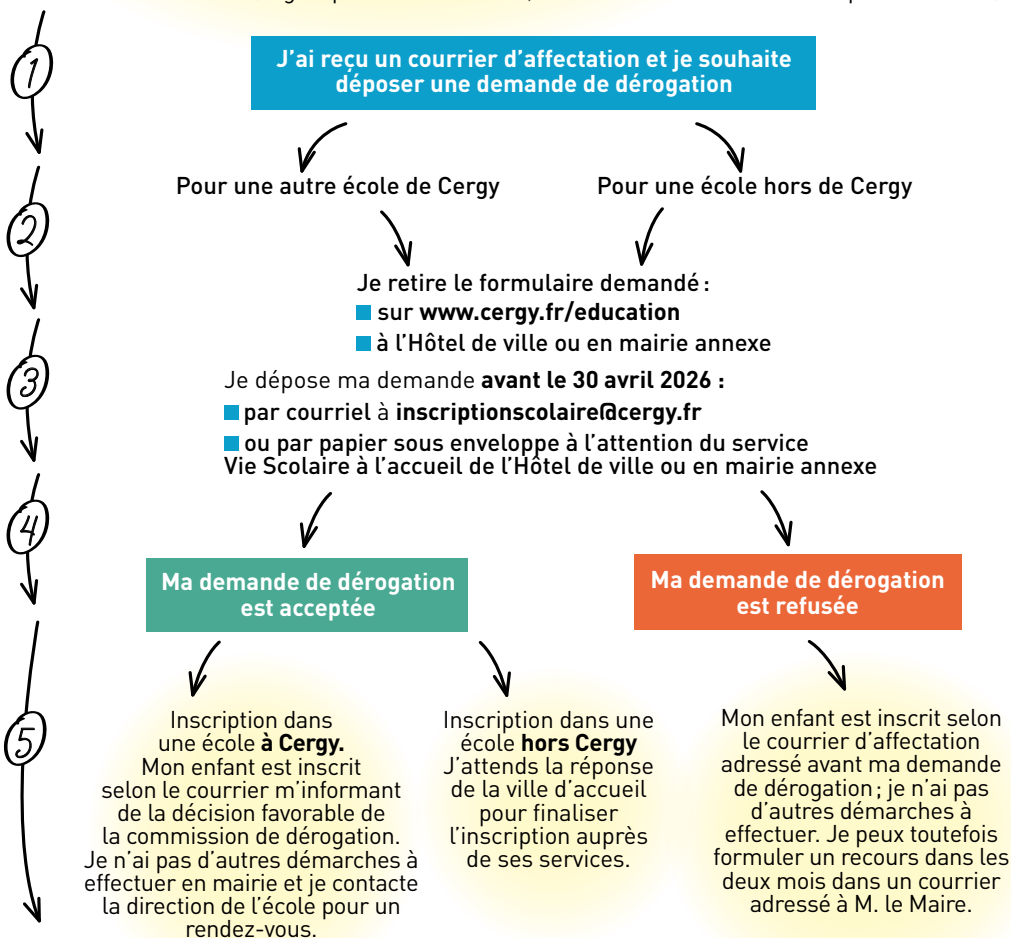 1
J'ai reçu un courrier d'affectation et je souhaite
déposer une demande de dérogation
2
Pour une autre école de Cergy
Pour une école hors de Cergy
Je retire le formulaire demandé :
sur www.cergy.fr/education
à l'Hôtel de ville ou en mairie annexe
3
Je dépose ma demande avant le 30 avril 2026 :
par courriel à inscriptionscolaire@cergy.fr
ou par papier sous enveloppe à l'attention du service
Vie Scolaire à l'accueil de l'Hôtel de ville ou en mairie annexe
4
Ma demande de dérogation
est acceptée
Ma demande de dérogation
est refusée
5
Inscription dans
une école à Cergy.
Mon enfant est inscrit
selon le courrier m'informant
de la décision favorable de
la commission de dérogation.
Je n'ai pas d'autres démarches à
effectuer en mairie et je contacte
la direction de l'école pour un
rendez-vous.
Inscription dans une
école hors Cergy
J'attends la réponse
de la ville d'accueil
pour finaliser
l'inscription auprès
de ses services.
Mon enfant est inscrit selon
le courrier d'affectation
adressé avant ma demande
de dérogation ; je n'ai pas
d'autres démarches à
effectuer. Je peux toutefois
formuler un recours dans les
deux mois dans un courrier
adressé à M. le Maire.